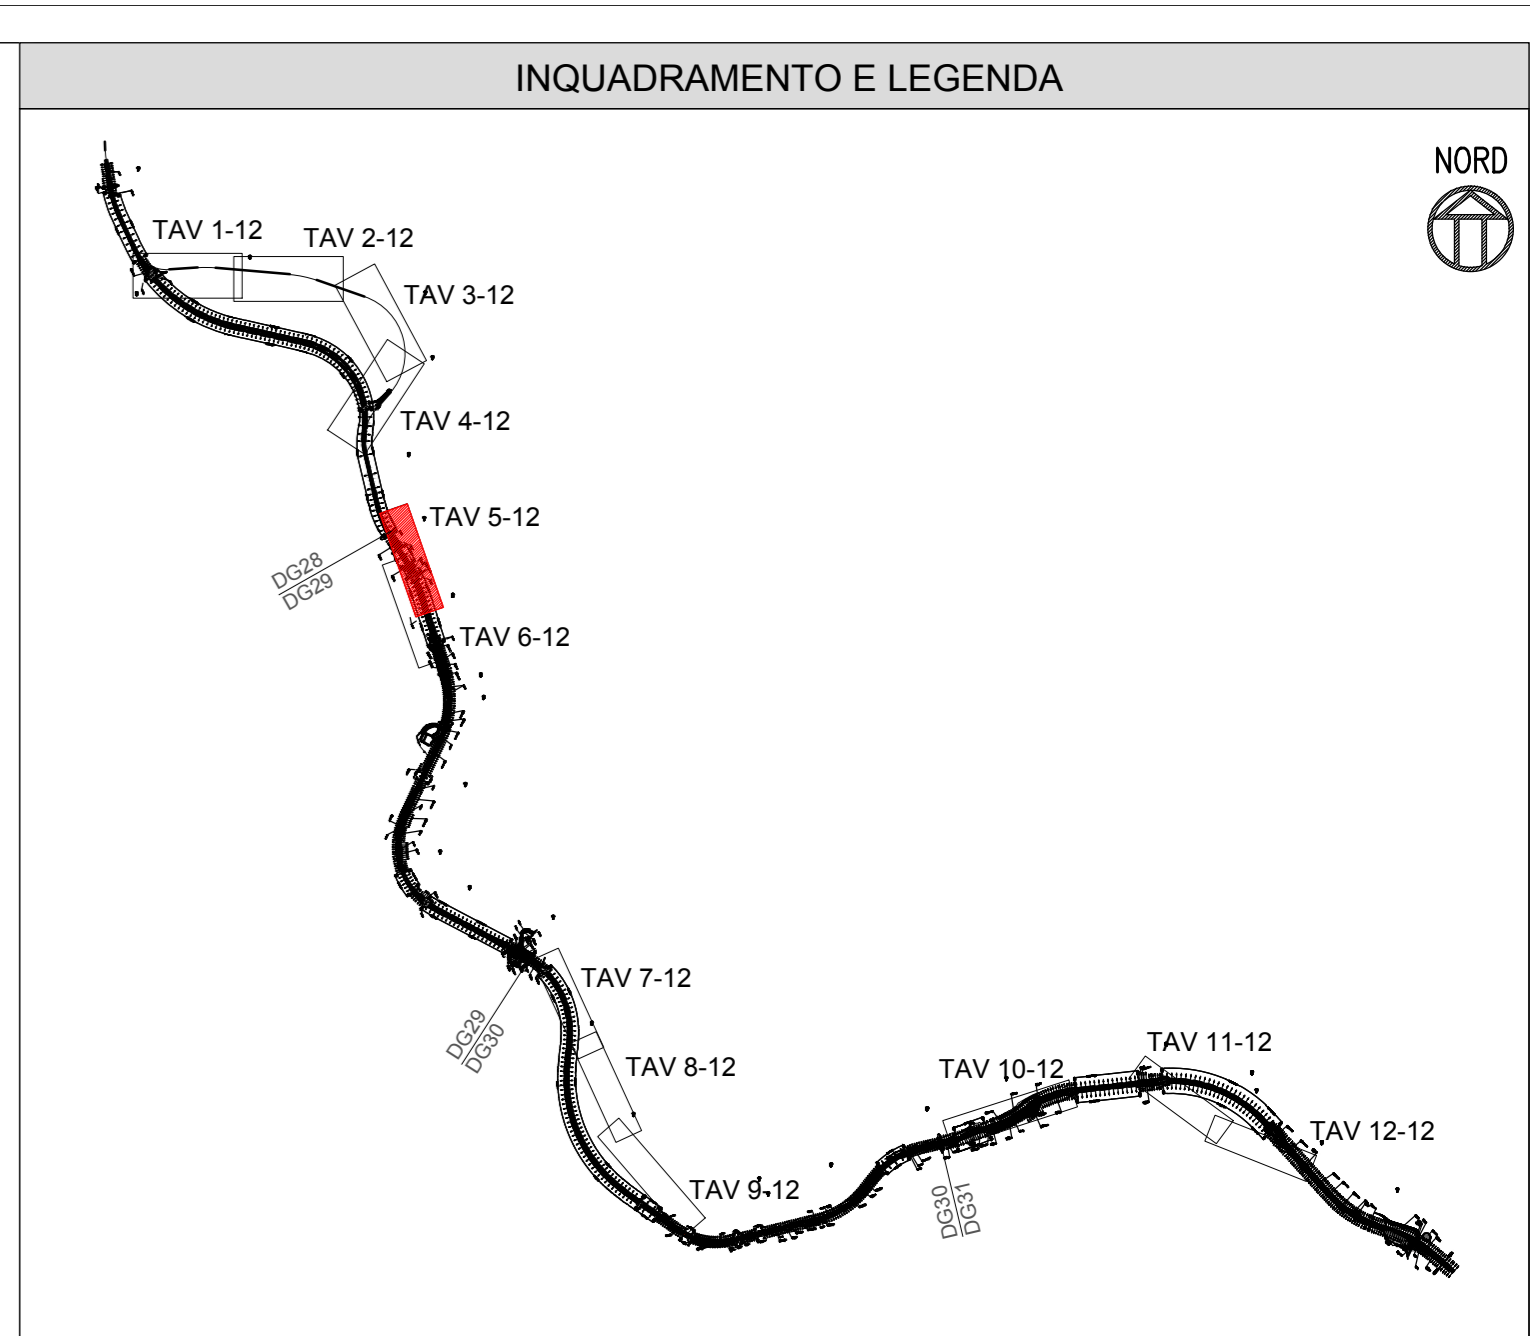 INQUADRAMENTO E LEGENDA
NORD
TAV 1-12
TAV 2-12
TAV 3-12
TAV 4-12
TAV 5-12
DG28
DG29
TAV 6-12
TAV 7-12
DG29
DG30
TAV 8-12
TAV 9-12
TAV 10-12
TAV 11-12
TAV 12-12
DG30
DG31